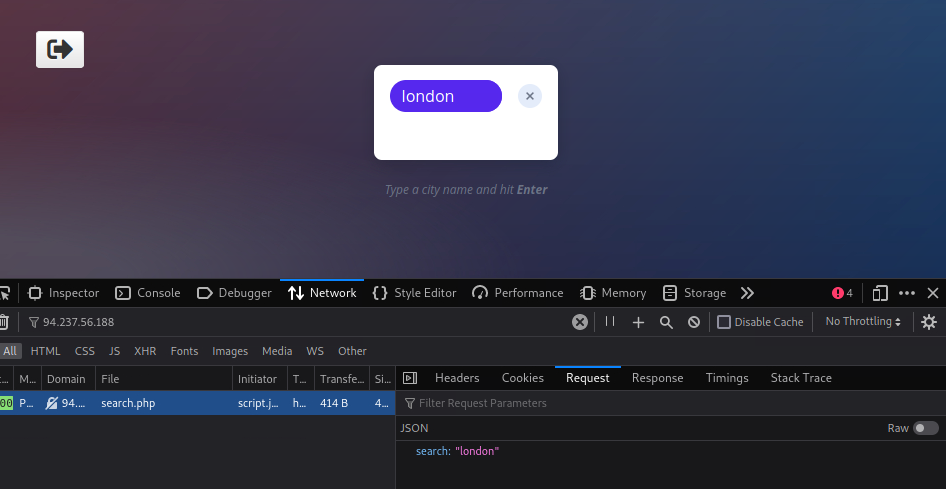 london
Type a city name and hit Enter
Inspector Console Debugger Network Style Editor Performance Memory Storage 4
94.237.56.188 Disable Cache No Throttling
All HTML CSS JS XHR Fonts Images Media WS Other
...t... M... Domain File Initiator T... Transfe... Si...
Headers Cookies Request Response Timings Stack Trace
00 P... 94.... search.php script.j... h... 414 B 4...
Filter Request Parameters
JSON Raw
search: "london"